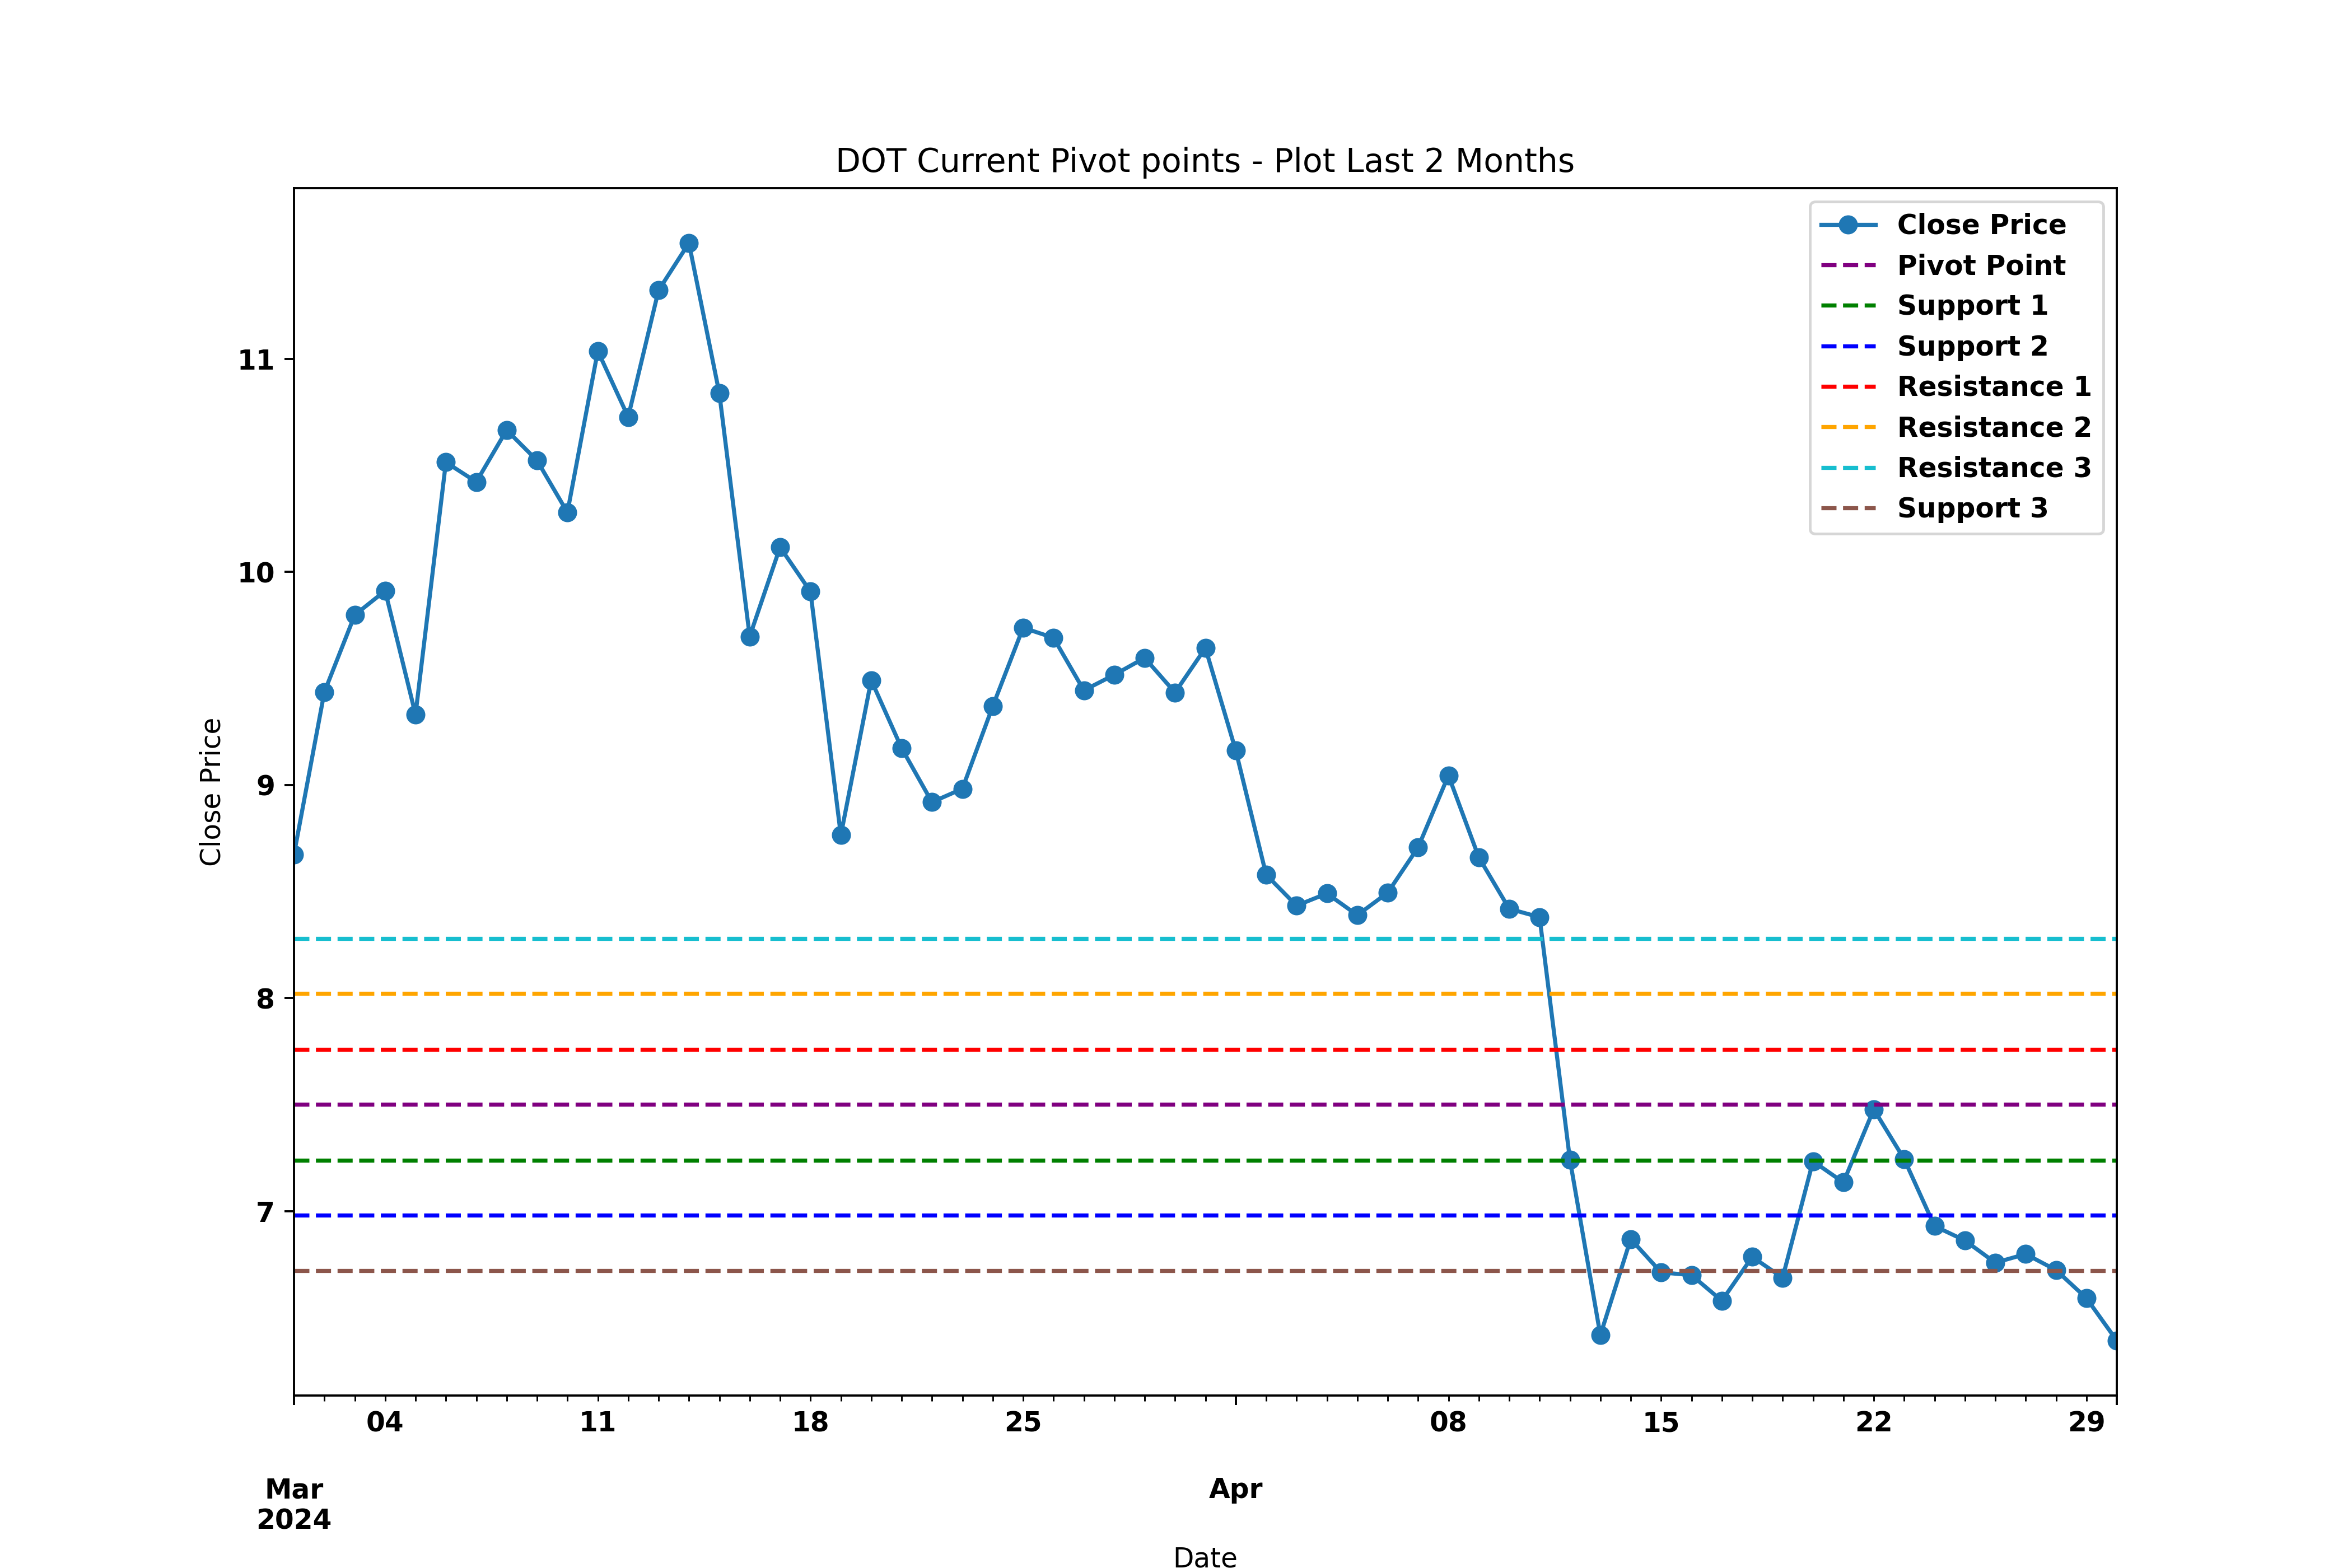 DOT Current Pivot points - Plot Last 2 Months
Close Price
Pivot Point
Support 1
Support 2
Resistance 1
Resistance 2
Resistance 3
Support 3
Close Price
11
10
9
8
7
04 11 18 25 08 15 22 29
Mar Apr
2024
Date